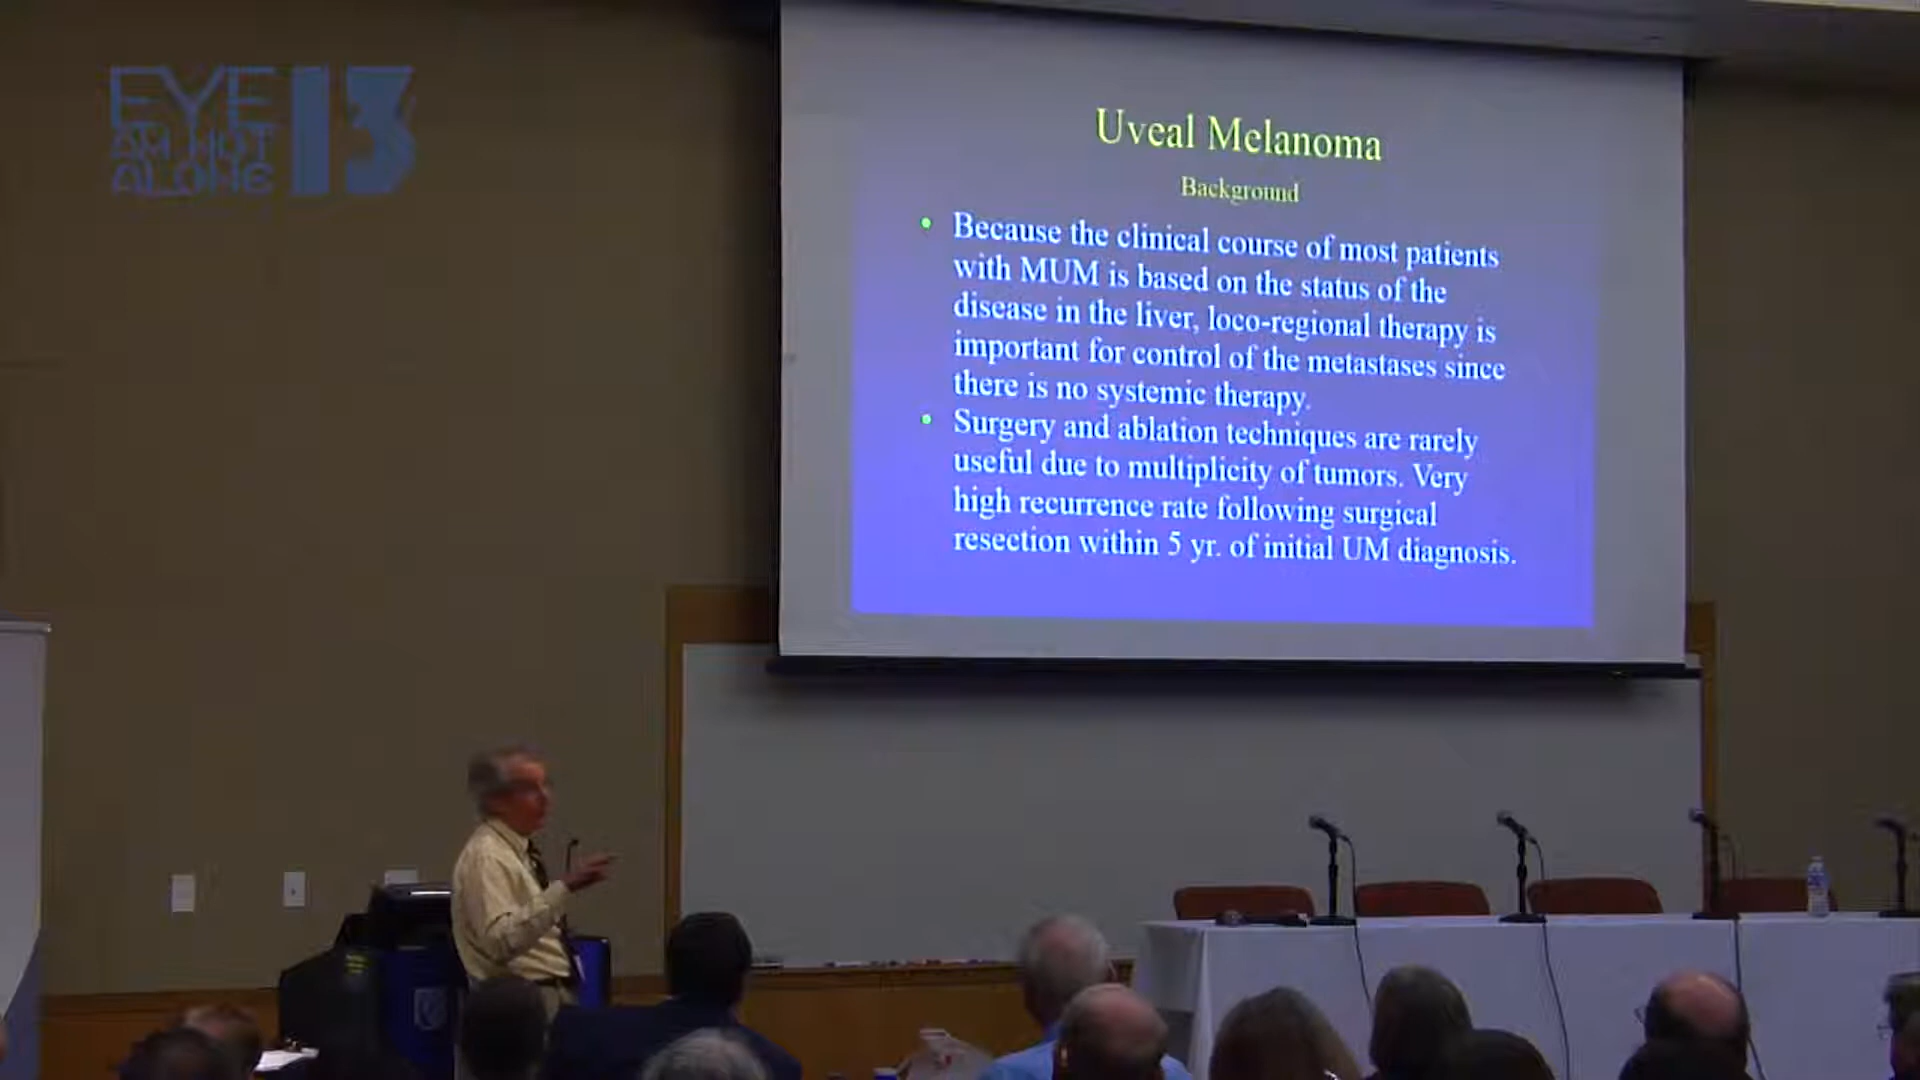 EYE
AM NOT
ALONE
13
Uveal Melanoma
Background
• Because the clinical course of most patients
with MUM is based on the status of the
disease in the liver, loco-regional therapy is
important for control of the metastases since
there is no systemic therapy.
• Surgery and ablation techniques are rarely
useful due to multiplicity of tumors. Very
high recurrence rate following surgical
resection within 5 yr. of initial UM diagnosis.